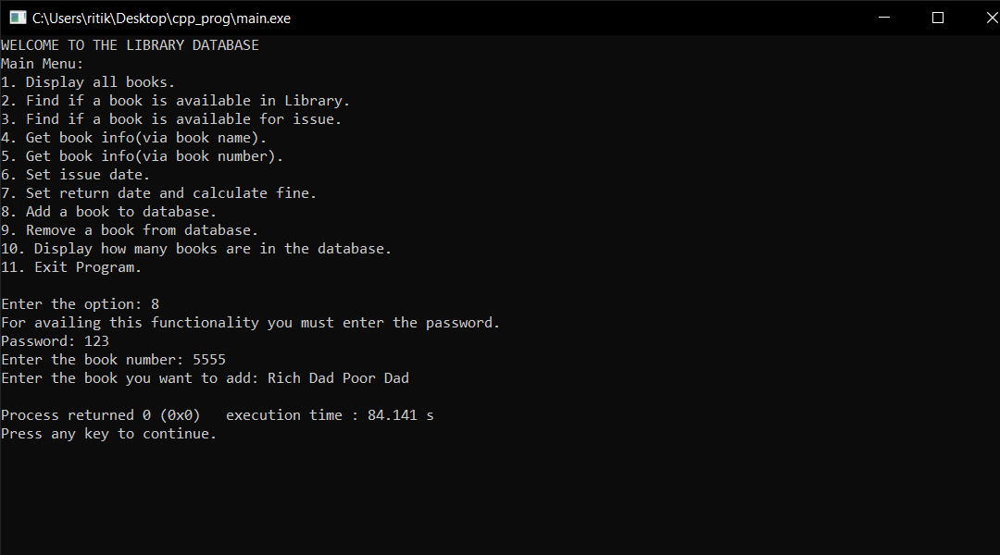 C:\Users\ritik\Desktop\cpp_prog\main.exe
WELCOME TO THE LIBRARY DATABASE
Main Menu:
1. Display all books.
2. Find if a book is available in Library.
3. Find if a book is available for issue.
4. Get book info(via book name).
5. Get book info(via book number).
6. Set issue date.
7. Set return date and calculate fine.
8. Add a book to database.
9. Remove a book from database.
10. Display how many books are in the database.
11. Exit Program.
Enter the option: 8
For availing this functionality you must enter the password.
Password: 123
Enter the book number: 5555
Enter the book you want to add: Rich Dad Poor Dad
Process returned 0 (0x0)   execution time : 84.141 s
Press any key to continue.